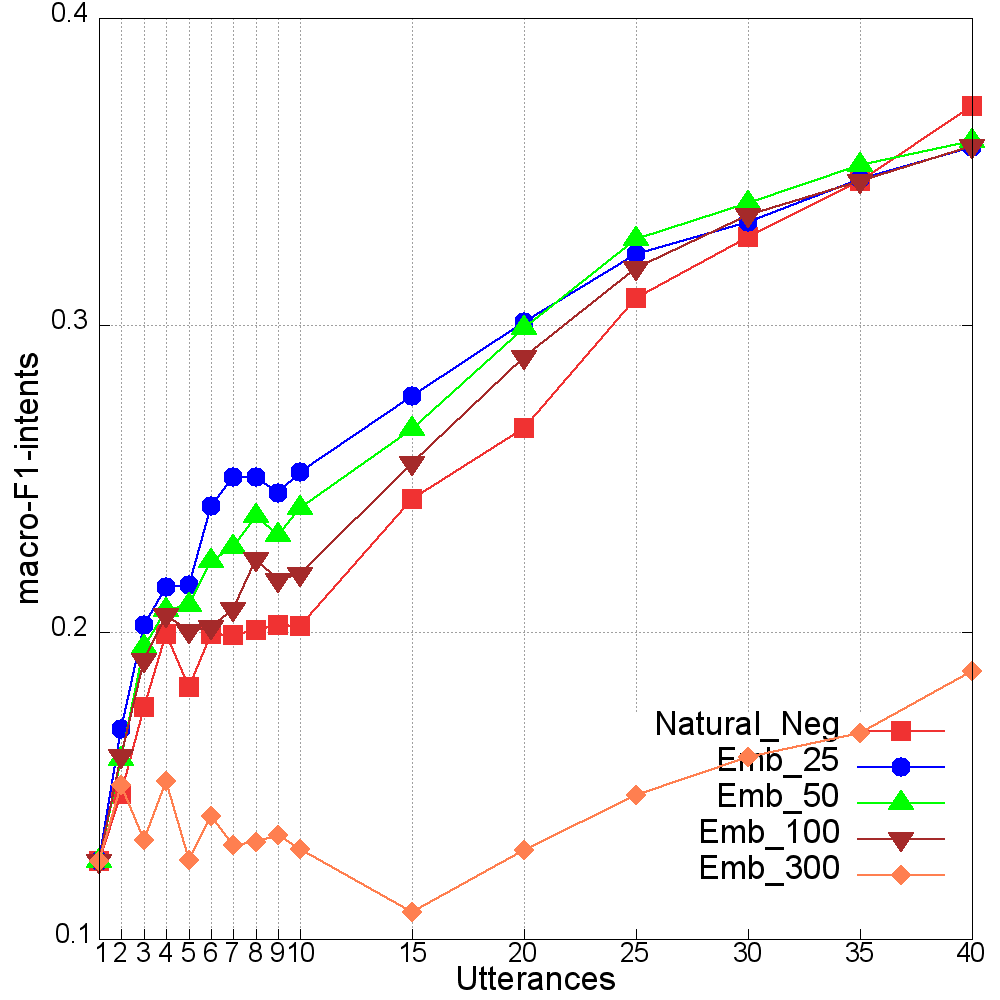 0.4
0.3
0.2
0.1
macro-F1-intents
Natural_Neg
Emb_25
Emb_50
Emb_100
Emb_300
1 2 3 4 5 6 7 8 9 10 15 20 25 30 35 40
Utterances